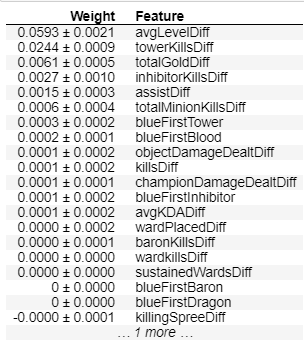 Weight Feature
0.0593 ± 0.0021 avgLevelDiff
0.0244 ± 0.0009 towerKillsDiff
0.0061 ± 0.0005 totalGoldDiff
0.0027 ± 0.0010 inhibitorKillsDiff
0.0015 ± 0.0003 assistDiff
0.0006 ± 0.0004 totalMinionKillsDiff
0.0003 ± 0.0002 blueFirstTower
0.0002 ± 0.0001 blueFirstBlood
0.0001 ± 0.0002 objectDamageDealtDiff
0.0001 ± 0.0002 killsDiff
0.0001 ± 0.0001 championDamageDealtDiff
0.0001 ± 0.0002 blueFirstInhibitor
0.0001 ± 0.0002 avgKDADiff
0.0000 ± 0.0002 wardPlacedDiff
0.0000 ± 0.0001 baronKillsDiff
0.0000 ± 0.0000 wardkillsDiff
0.0000 ± 0.0000 sustainedWardsDiff
0 ± 0.0000 blueFirstBaron
0 ± 0.0000 blueFirstDragon
-0.0000 ± 0.0001 killingSpreeDiff
… 1 more …